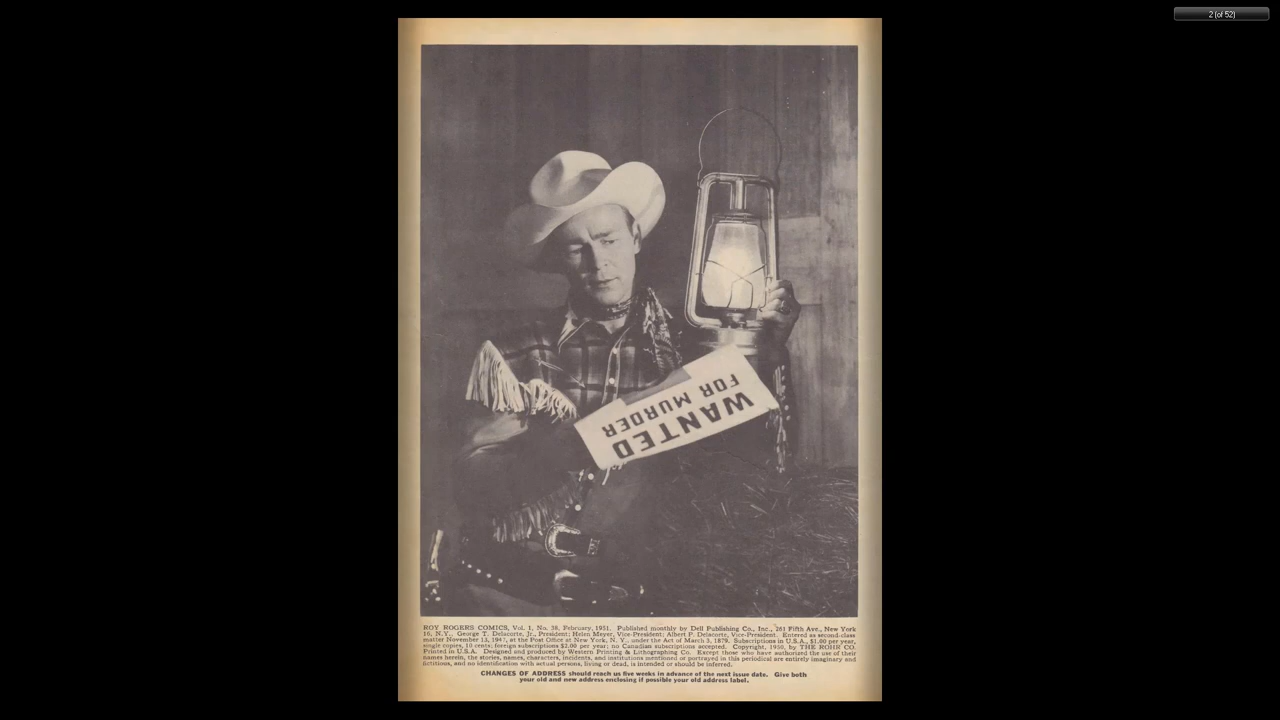 2 (of 52)
WANTED
FOR MURDER
ROY ROGERS COMICS, Vol. 1, No. 38, February, 1951. Published monthly by Dell Publishing Co., Inc., 261 Fifth Ave., New York
16, N.Y. George T. Delacorte, Jr., President; Helen Meyer, Vice-President; Albert P. Delacorte, Vice-President. Entered as second-class
matter November 13, 1947, at the Post Office at New York, N. Y., under the Act of March 3, 1879. Subscriptions in U.S.A., $1.00 per year,
single copies, 10 cents; foreign subscriptions $2.00 per year; no Canadian subscriptions accepted. Copyright, 1950, by THE ROHR CO.
Printed in U.S.A. Designed and produced by Western Printing & Lithographing Co. Except those who have authorized the use of their
names herein, the stories, names, characters, incidents, and institutions mentioned or portrayed in this periodical are entirely imaginary and
fictitious, and no identification with actual persons, living or dead, is intended or should be inferred.
CHANGES OF ADDRESS should reach us five weeks in advance of the next issue date. Give both
your old and new address enclosing if possible your old address label.